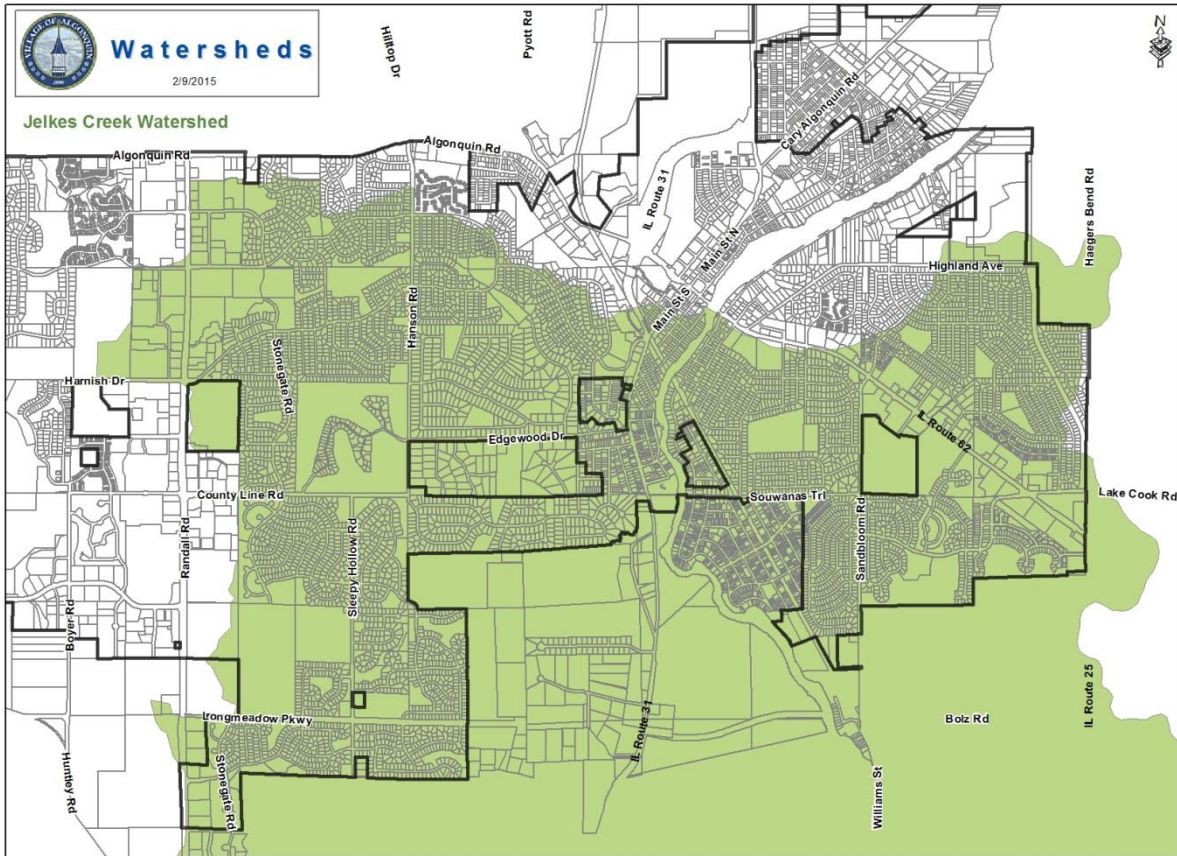 VILLAGE OF ALGONQUIN
Watersheds
2/9/2015
Jelkes Creek Watershed
Hilltop Dr
Pyott Rd
N
Cary Algonquin Rd
Algonquin Rd
Algonquin Rd
IL Route 31
Haegers Bend Rd
Main St N
Highland Ave
Main St S
Hanson Rd
Stonegate Rd
Harnish Dr
Edgewood Dr
IL Route 62
County Line Rd
Souwanas Trl
Lake Cook Rd
Randall Rd
Sleepy Hollow Rd
Sandbloom Rd
Boyer Rd
Longmeadow Pkwy
IL Route 31
Bolz Rd
IL Route 25
Huntley Rd
Stonegate Rd
Williams St